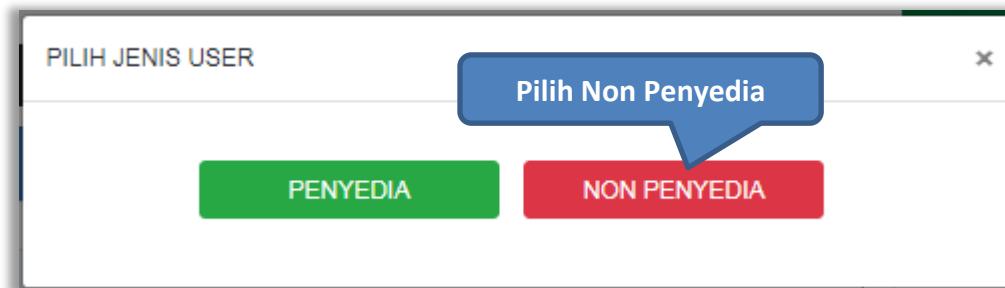 PILIH JENIS USER
×
Pilih Non Penyedia
PENYEDIA
NON PENYEDIA